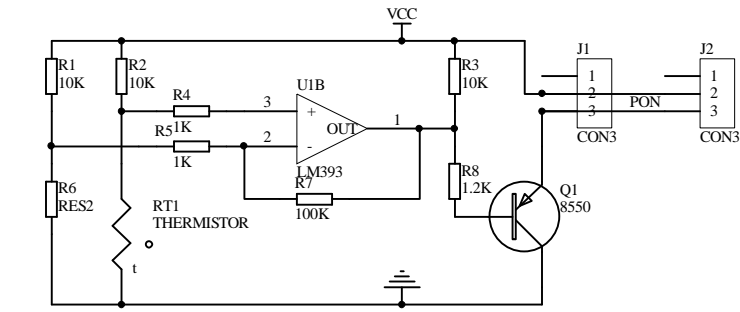 VCC
R1
10K
R2
10K
R3
10K
J1
J2
1
2
3
1
2
3
PON
CON3
CON3
R4
1K
R5
1K
U1B
3
+
OUT
1
2
-
LM393
R7
100K
R8
1.2K
Q1
8550
R6
RES2
RT1
THERMISTOR
t